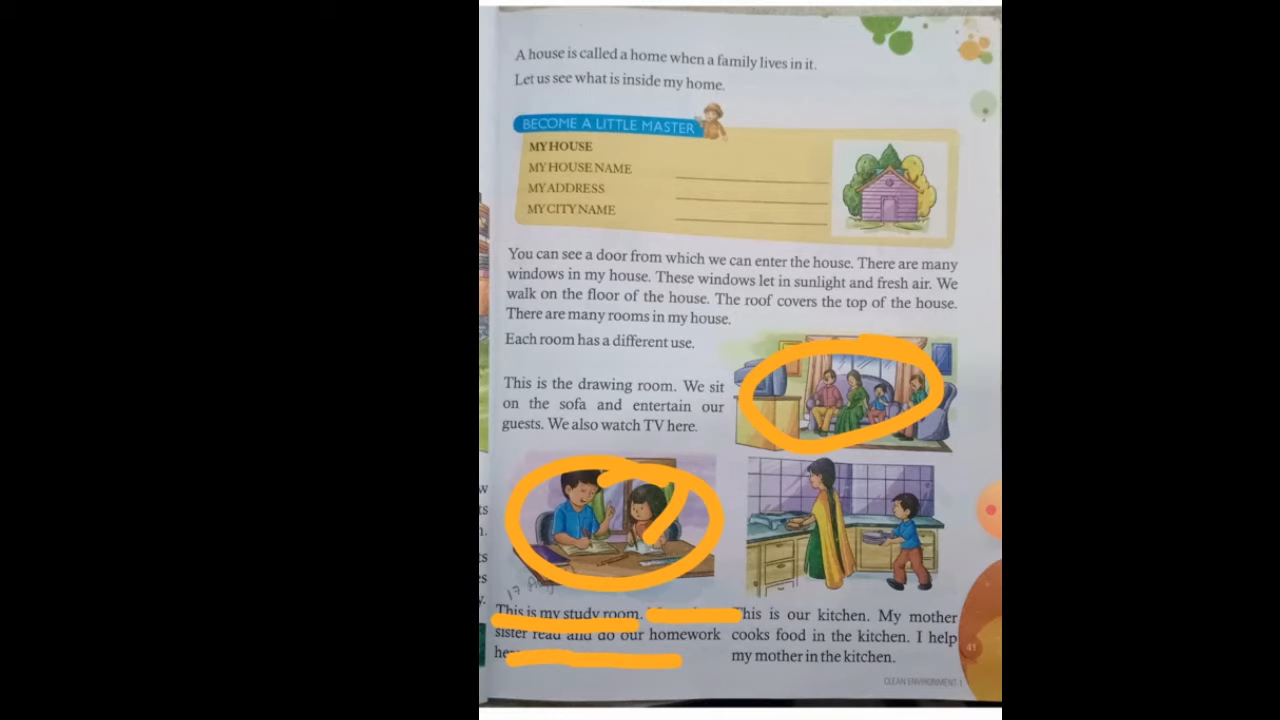 A house is called a home when a family lives in it.
Let us see what is inside my home.
BECOME A LITTLE MASTER
MY HOUSE
MY HOUSE NAME
MY ADDRESS
MY CITY NAME
You can see a door from which we can enter the house. There are many
windows in my house. These windows let in sunlight and fresh air. We
walk on the floor of the house. The roof covers the top of the house.
There are many rooms in my house.
Each room has a different use.
This is the drawing room. We sit
on the sofa and entertain our
guests. We also watch TV here.
17
This is my study room.
sister read and do our homework
This is our kitchen. My mother
cooks food in the kitchen. I help
my mother in the kitchen.
41
CLEAN ENVIRONMENT 1